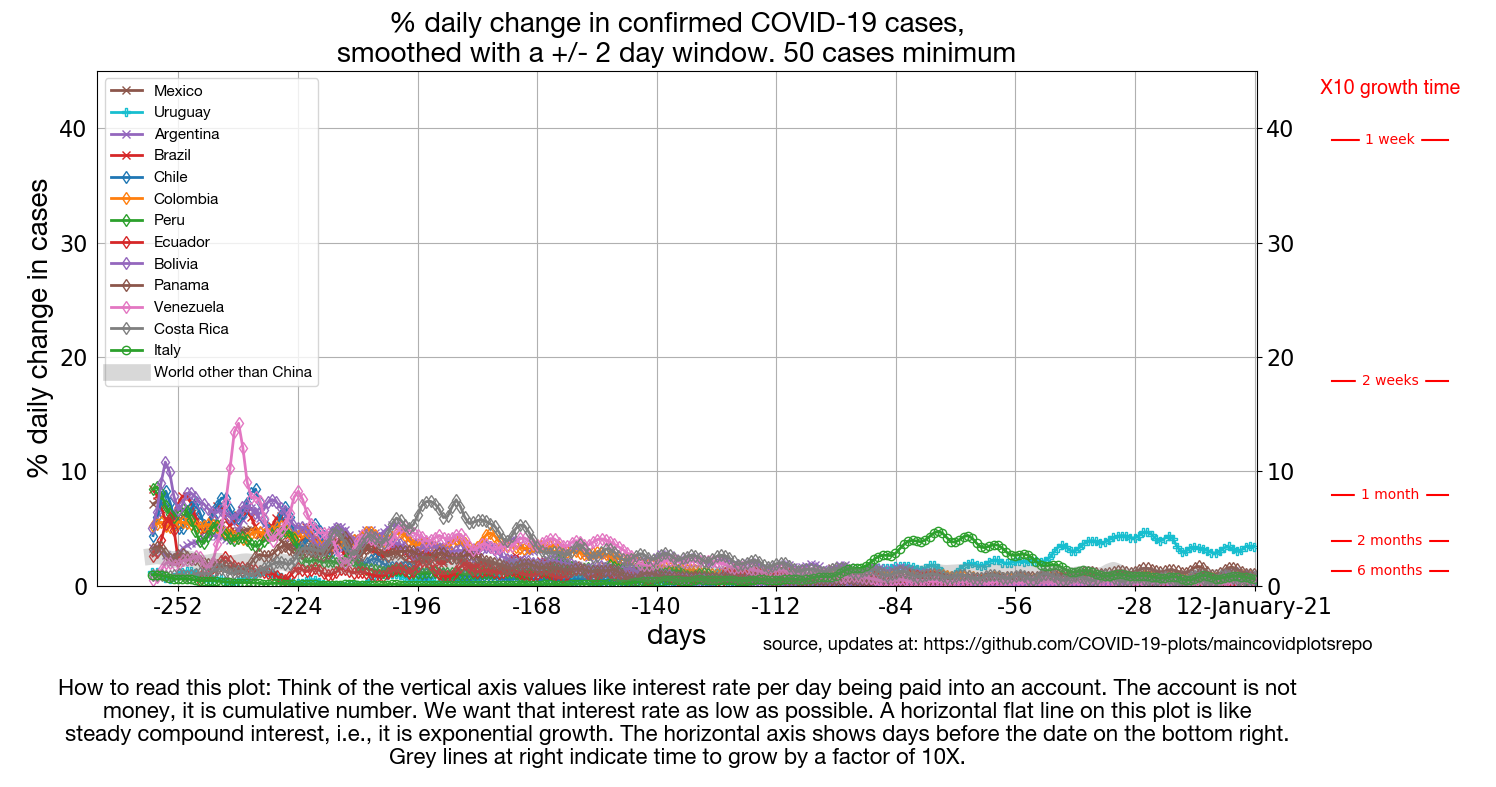 % daily change in confirmed COVID-19 cases,
smoothed with a +/- 2 day window. 50 cases minimum
X10 growth time
Mexico
Uruguay
Argentina
Brazil
Chile
Colombia
Peru
Ecuador
Bolivia
Panama
Venezuela
Costa Rica
Italy
World other than China
% daily change in cases
40
30
20
10
0
40
30
20
10
0
1 week
2 weeks
1 month
2 months
6 months
-252 -224 -196 -168 -140 -112 -84 -56 -28 12-January-21
days
source, updates at: https://github.com/COVID-19-plots/maincovidplotsrepo
How to read this plot: Think of the vertical axis values like interest rate per day being paid into an account. The account is not
money, it is cumulative number. We want that interest rate as low as possible. A horizontal flat line on this plot is like
steady compound interest, i.e., it is exponential growth. The horizontal axis shows days before the date on the bottom right.
Grey lines at right indicate time to grow by a factor of 10X.